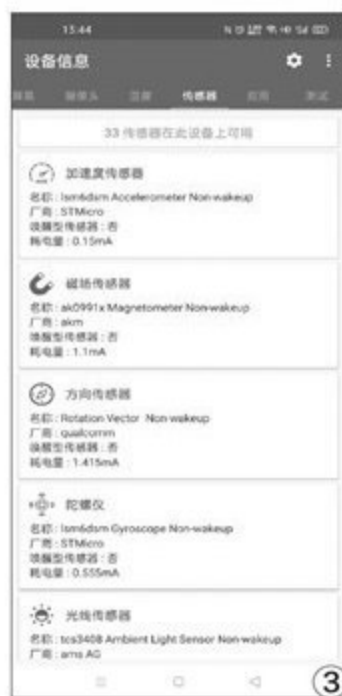 15:44
设备信息
摄像头
传感器
应用
测试
33 传感器在此设备上可用
加速度传感器
名称 : lsm6dsm Accelerometer Non-wakeup
厂商 : STMicro
唤醒型传感器 : 否
耗电量 : 0.15mA
磁场传感器
名称 : ak0991x Magnetometer Non-wakeup
厂商 : akm
唤醒型传感器 : 否
耗电量 : 1.1mA
方向传感器
名称 : Rotation Vector Non-wakeup
厂商 : qualcomm
唤醒型传感器 : 否
耗电量 : 1.415mA
陀螺仪
名称 : lsm6dsm Gyroscope Non-wakeup
厂商 : STMicro
唤醒型传感器 : 否
耗电量 : 0.555mA
光线传感器
名称 : tcs3408 Ambient Light Sensor Non-wakeup
厂商 : ams AG
③